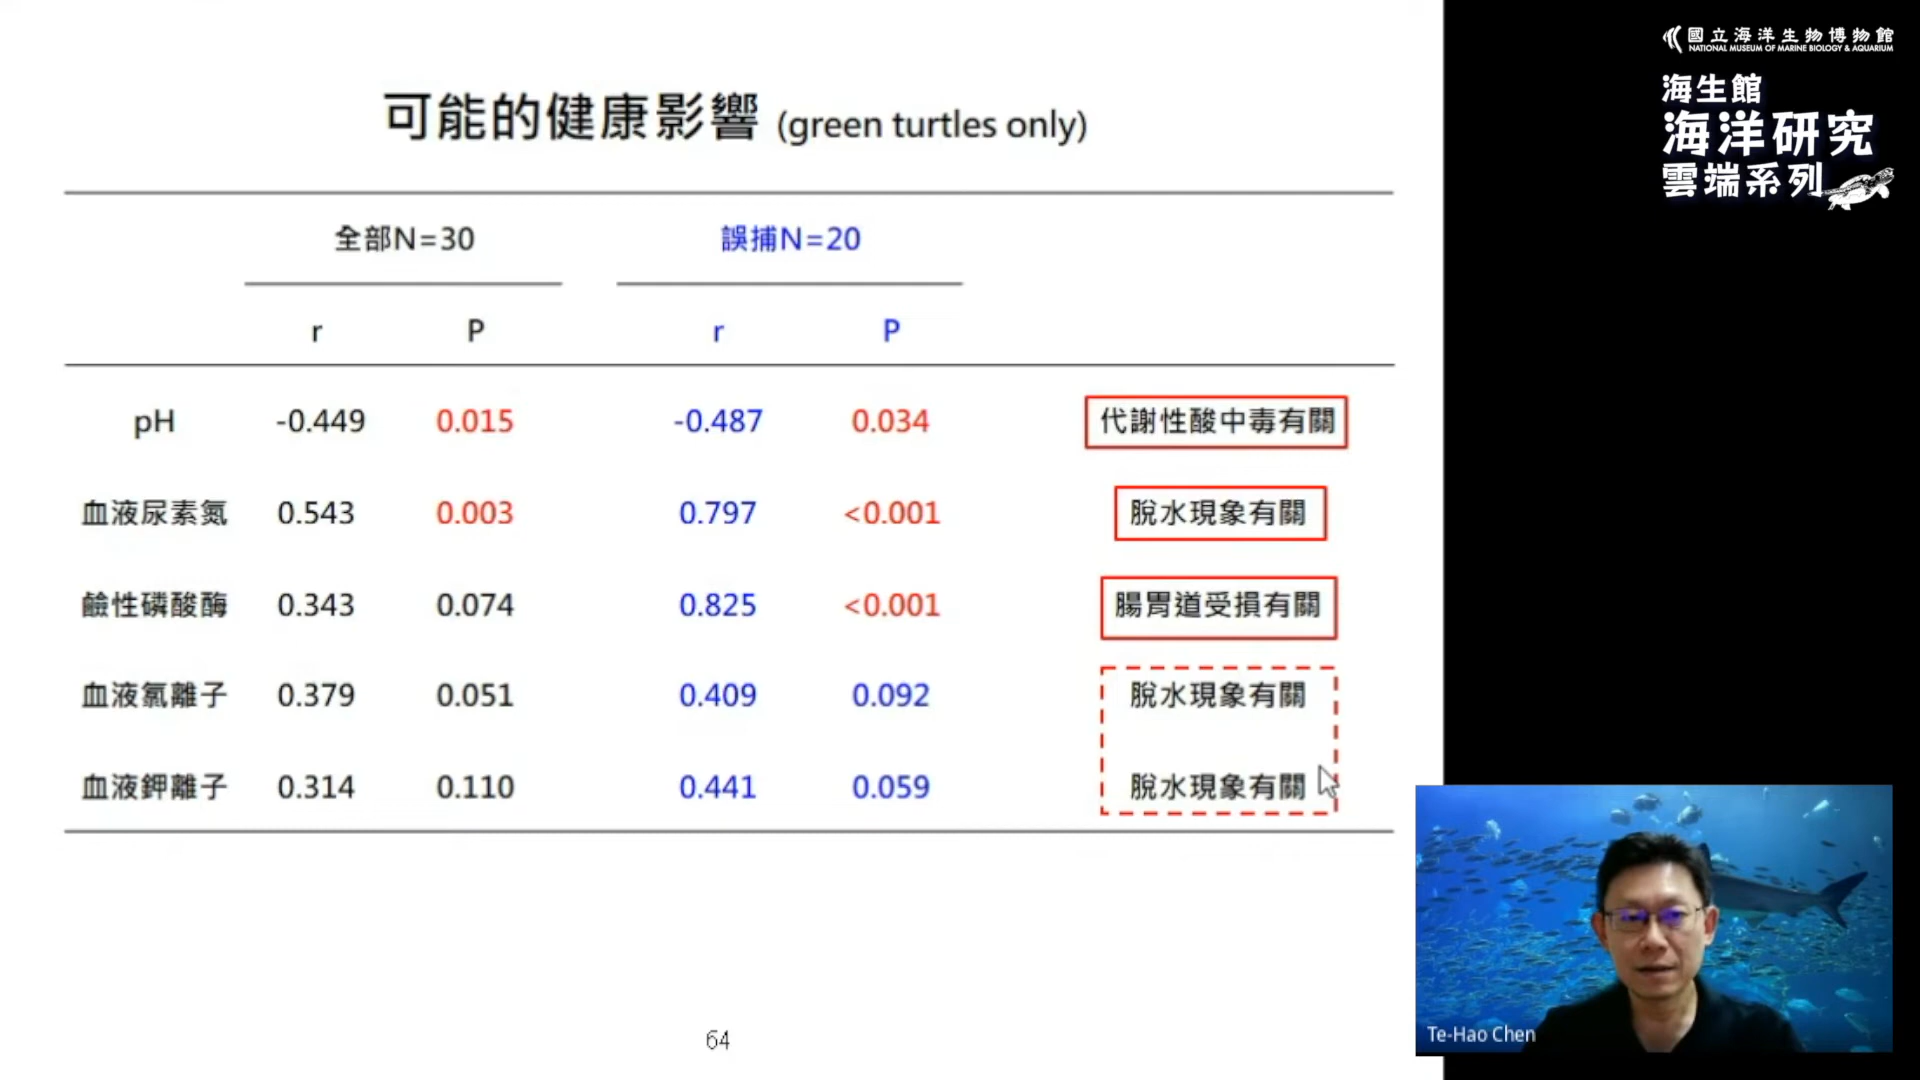 可能的健康影響 (green turtles only)
全部N=30 誤捕N=20
r P r P
pH -0.449 0.015 -0.487 0.034 代謝性酸中毒有關
血液尿素氮 0.543 0.003 0.797 <0.001 脫水現象有關
鹼性磷酸酶 0.343 0.074 0.825 <0.001 腸胃道受損有關
血液氯離子 0.379 0.051 0.409 0.092 脫水現象有關
血液鉀離子 0.314 0.110 0.441 0.059 脫水現象有關
64
國立海洋生物博物館
NATIONAL MUSEUM OF MARINE BIOLOGY & AQUARIUM
海生館
海洋研究
雲端系列
Te-Hao Chen